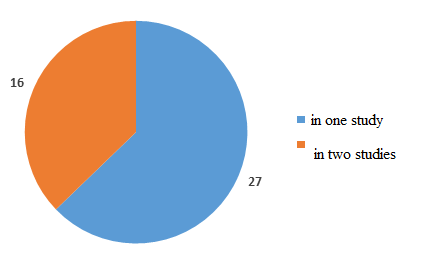 16
in one study
in two studies
27